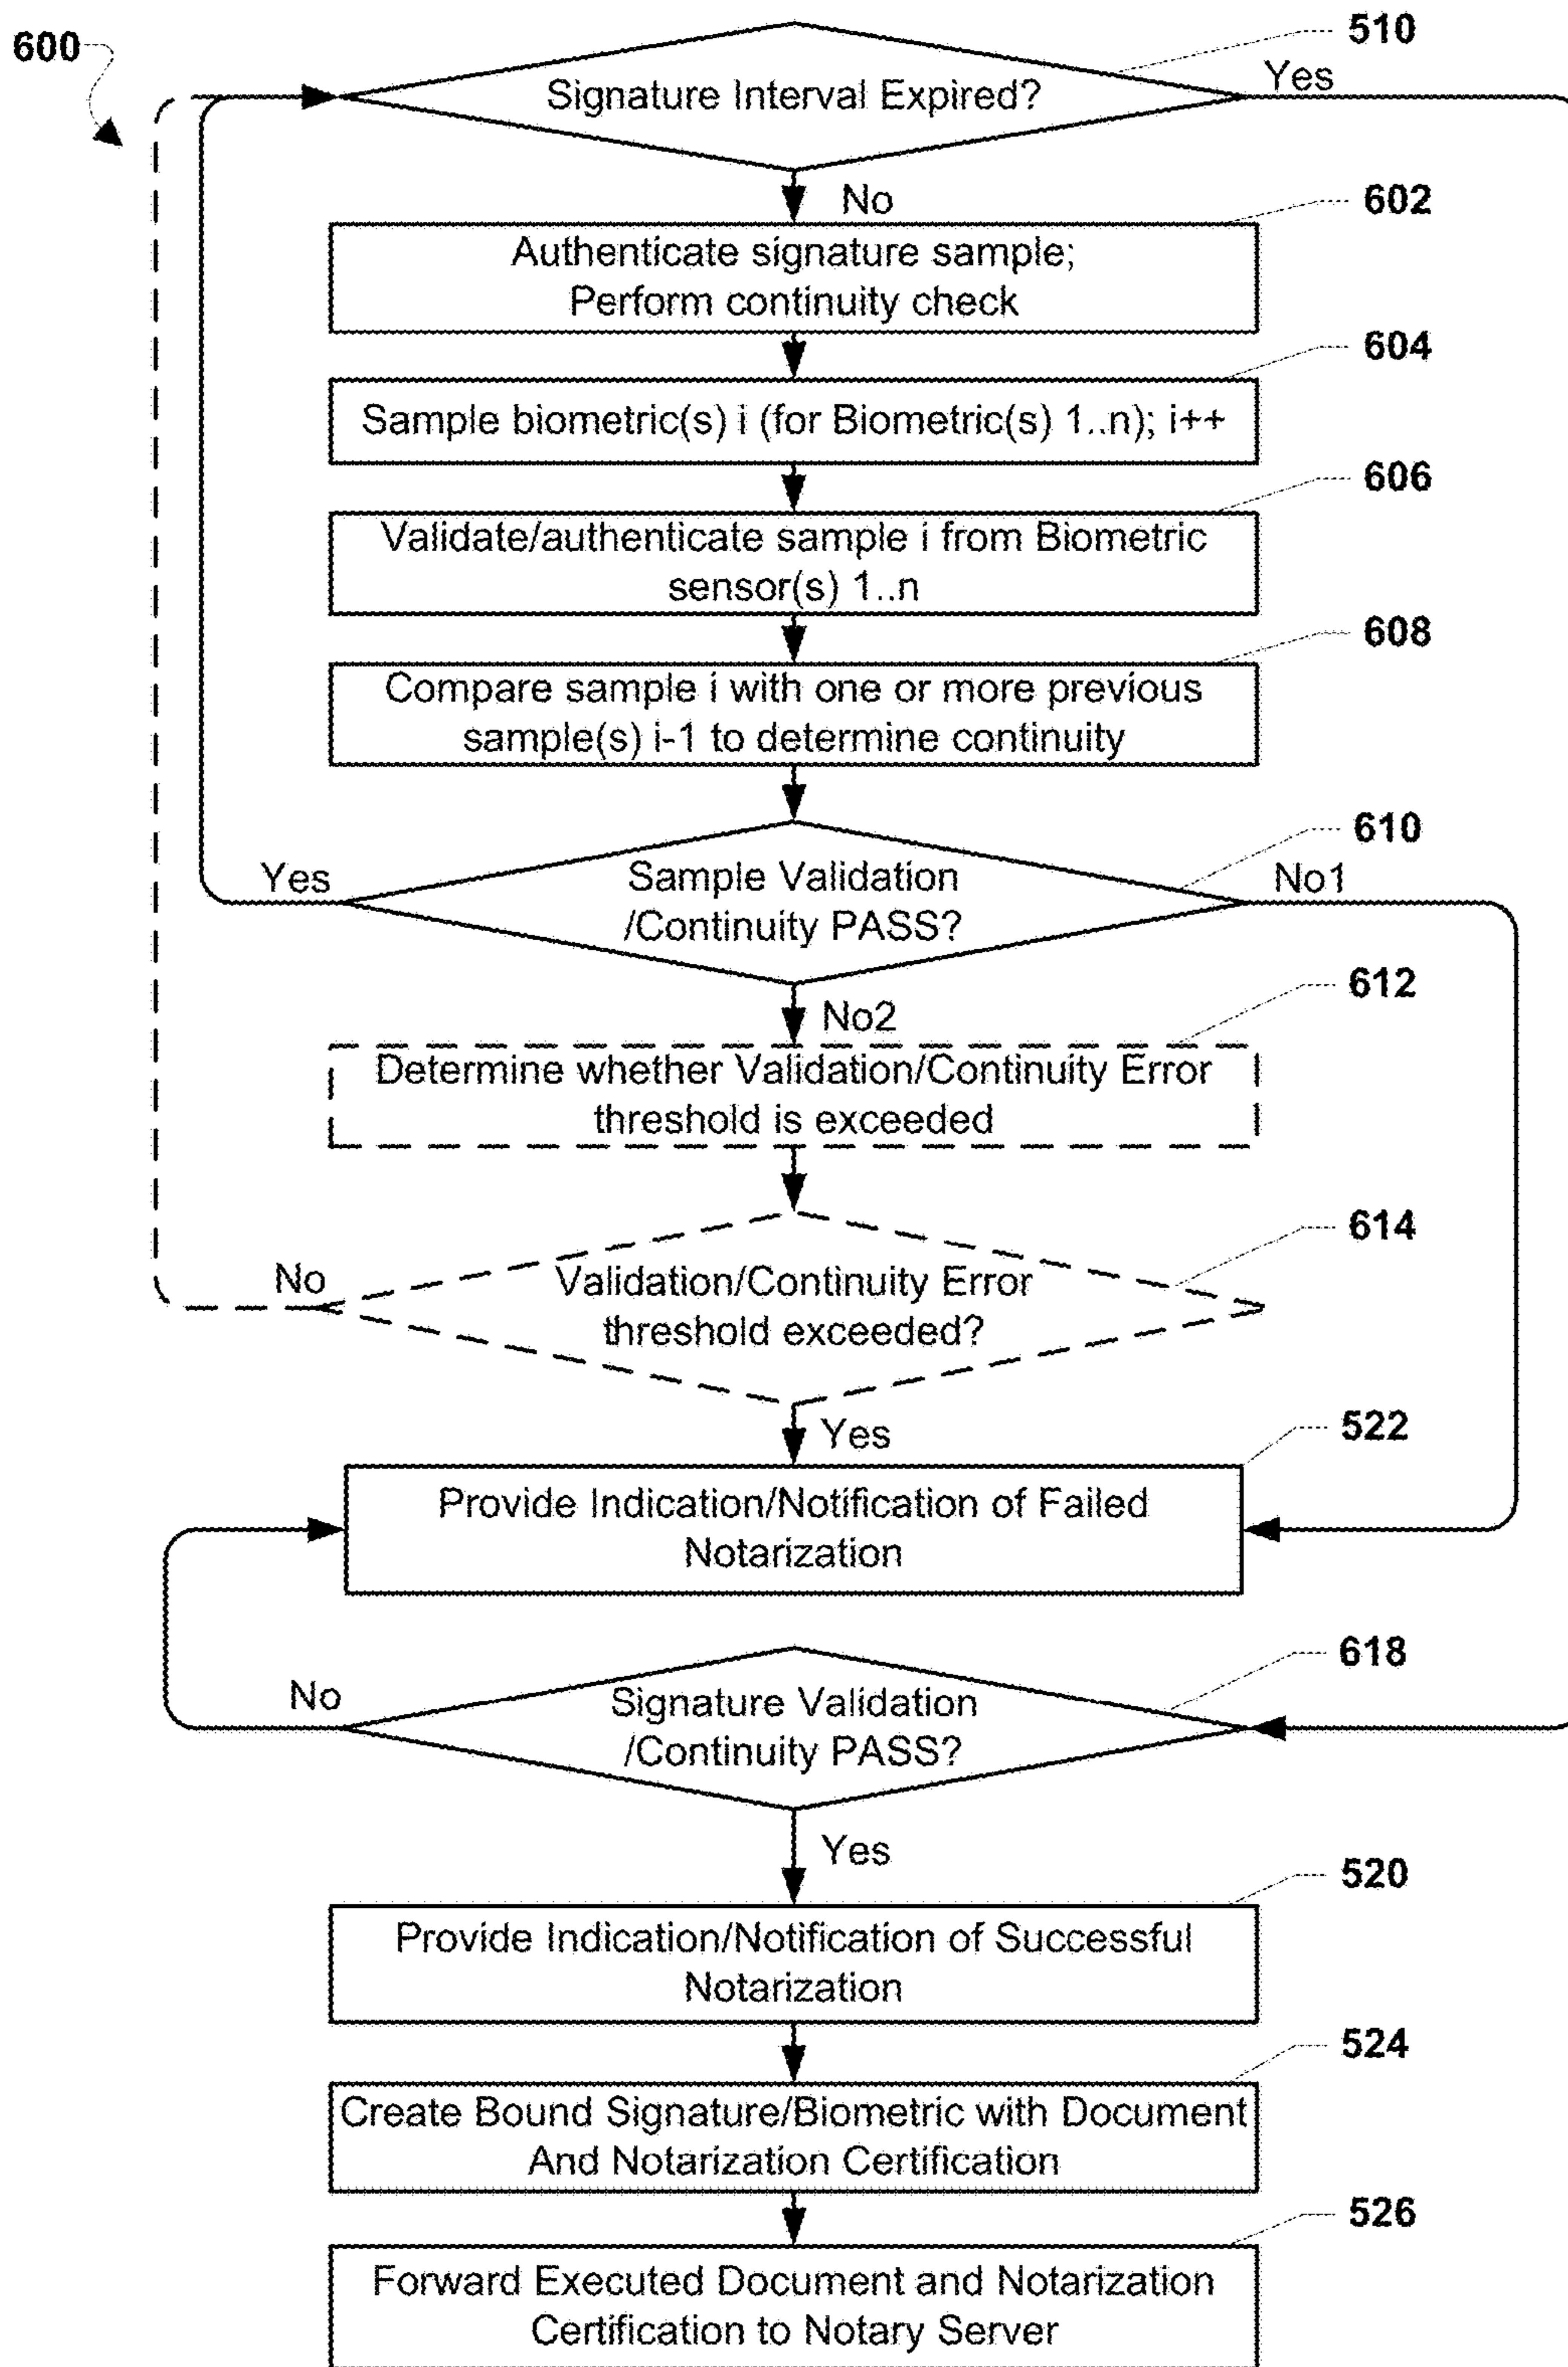 600
510
Signature Interval Expired?
Yes
No
602
Authenticate signature sample;
Perform continuity check
604
Sample biometric(s) i (for Biometric(s) 1..n); i++
606
Validate/authenticate sample i from Biometric
sensor(s) 1..n
608
Compare sample i with one or more previous
sample(s) i-1 to determine continuity
610
Yes
Sample Validation
/Continuity PASS?
No1
612
No2
Determine whether Validation/Continuity Error
threshold is exceeded
614
No
Validation/Continuity Error
threshold exceeded?
Yes
522
Provide Indication/Notification of Failed
Notarization
618
No
Signature Validation
/Continuity PASS?
Yes
520
Provide Indication/Notification of Successful
Notarization
524
Create Bound Signature/Biometric with Document
And Notarization Certification
526
Forward Executed Document and Notarization
Certification to Notary Server